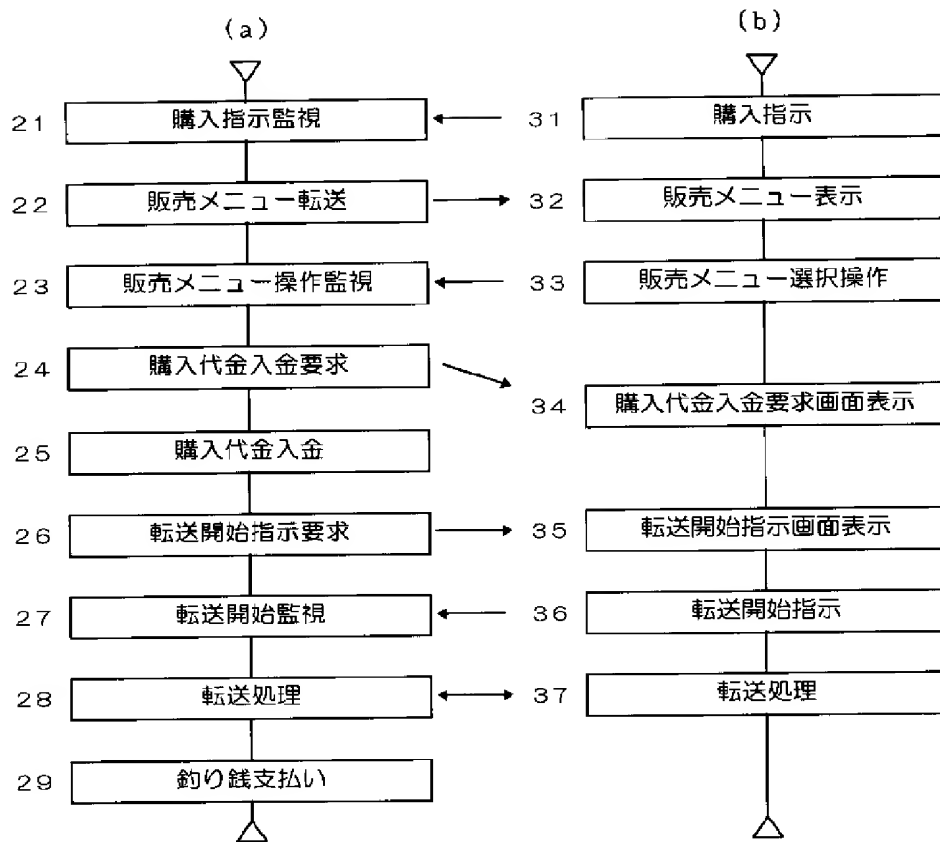 (a)
(b)
21 購入指示監視
31 購入指示
22 販売メニュー転送
32 販売メニュー表示
23 販売メニュー操作監視
33 販売メニュー選択操作
24 購入代金入金要求
34 購入代金入金要求画面表示
25 購入代金入金
26 転送開始指示要求
35 転送開始指示画面表示
27 転送開始監視
36 転送開始指示
28 転送処理
37 転送処理
29 釣り銭支払い